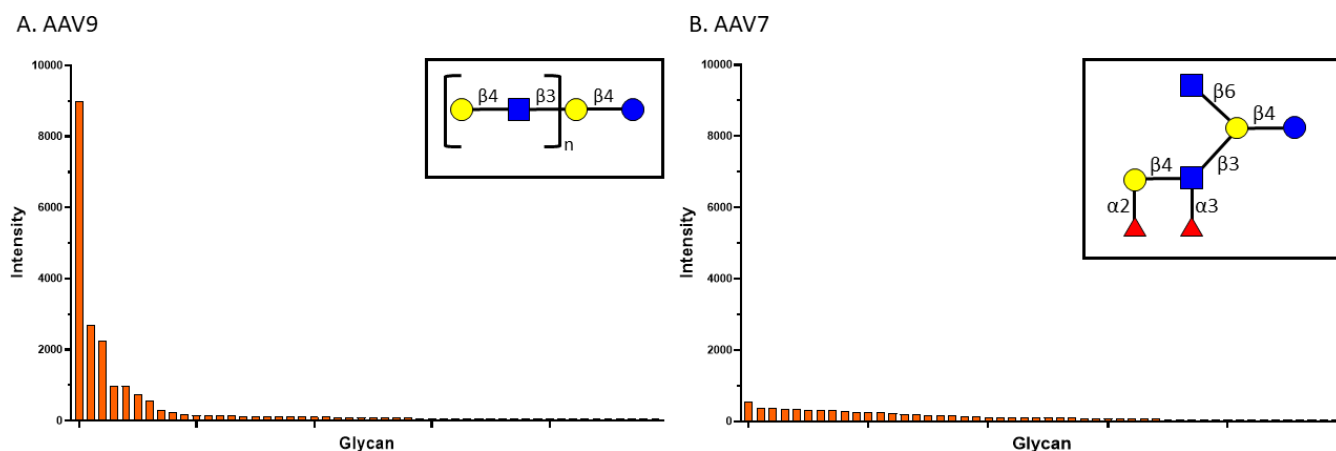 A. AAV9
10000
8000
6000
4000
2000
0
Intensity
Glycan
β4 β3 β4
n
B. AAV7
10000
8000
6000
4000
2000
0
Intensity
Glycan
β6
β4
β4 β3
α2 α3